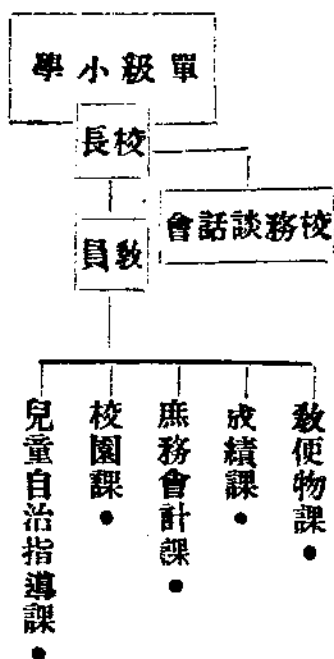 單級小學
校長
校務談話會
教員
教便物課●
成績課●
庶務會計課●
校園課●
兒童自治指導課●